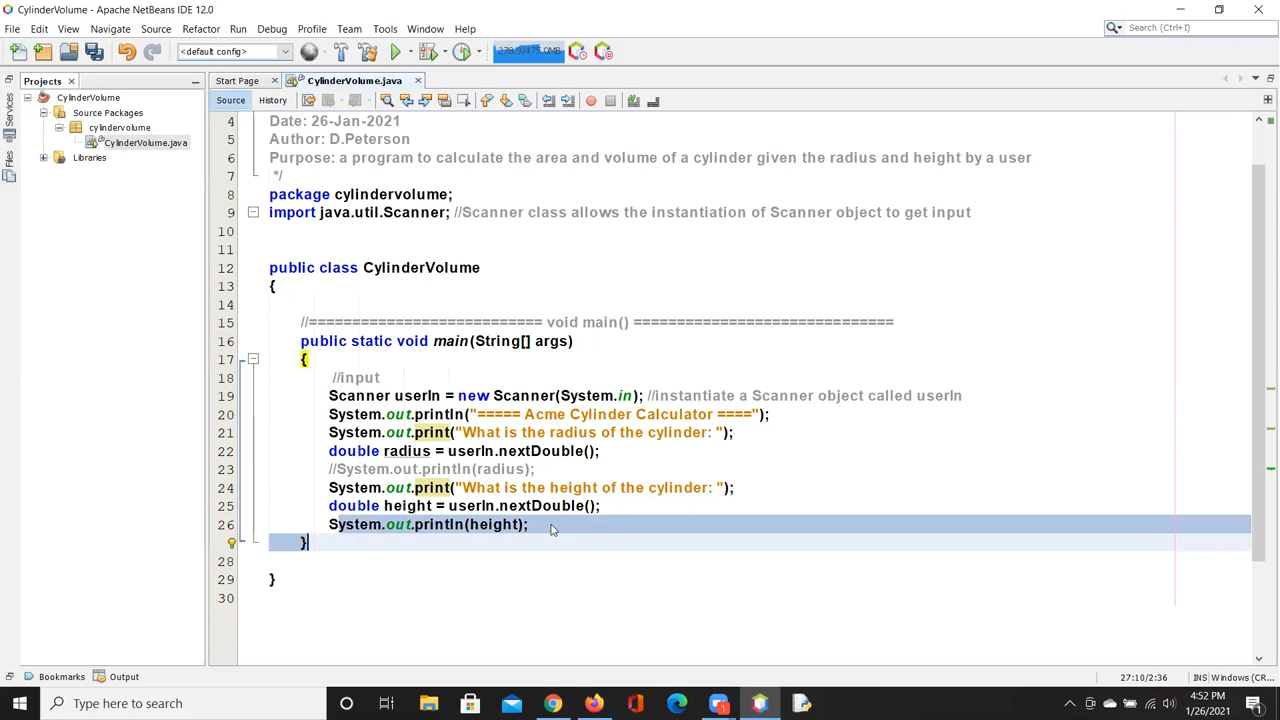 CylinderVolume - Apache NetBeans IDE 12.0
File Edit View Navigate Source Refactor Run Debug Profile Team Tools Window Help
Search (Ctrl+I)
<default config>
278.9/475.0MB
Projects
Start Page
CylinderVolume.java
Services
Files
CylinderVolume
Source Packages
cylindervolume
CylinderVolume.java
Libraries
Source History
4 Date: 26-Jan-2021
5 Author: D.Peterson
6 Purpose: a program to calculate the area and volume of a cylinder given the radius and height by a user
7 */
8 package cylindervolume;
9 import java.util.Scanner; //Scanner class allows the instantiation of Scanner object to get input
10
11
12 public class CylinderVolume
13 {
14
15 //=========================== void main() ==============================
16 public static void main(String[] args)
17 {
18 //input
19 Scanner userIn = new Scanner(System.in); //instantiate a Scanner object called userIn
20 System.out.println("===== Acme Cylinder Calculator ====");
21 System.out.print("What is the radius of the cylinder: ");
22 double radius = userIn.nextDouble();
23 //System.out.println(radius);
24 System.out.print("What is the height of the cylinder: ");
25 double height = userIn.nextDouble();
26 System.out.println(height);
}
28
29 }
30
Bookmarks Output
27:10/2:36 INS Windows (CR...
Type here to search
1
4:52 PM
1/26/2021
1